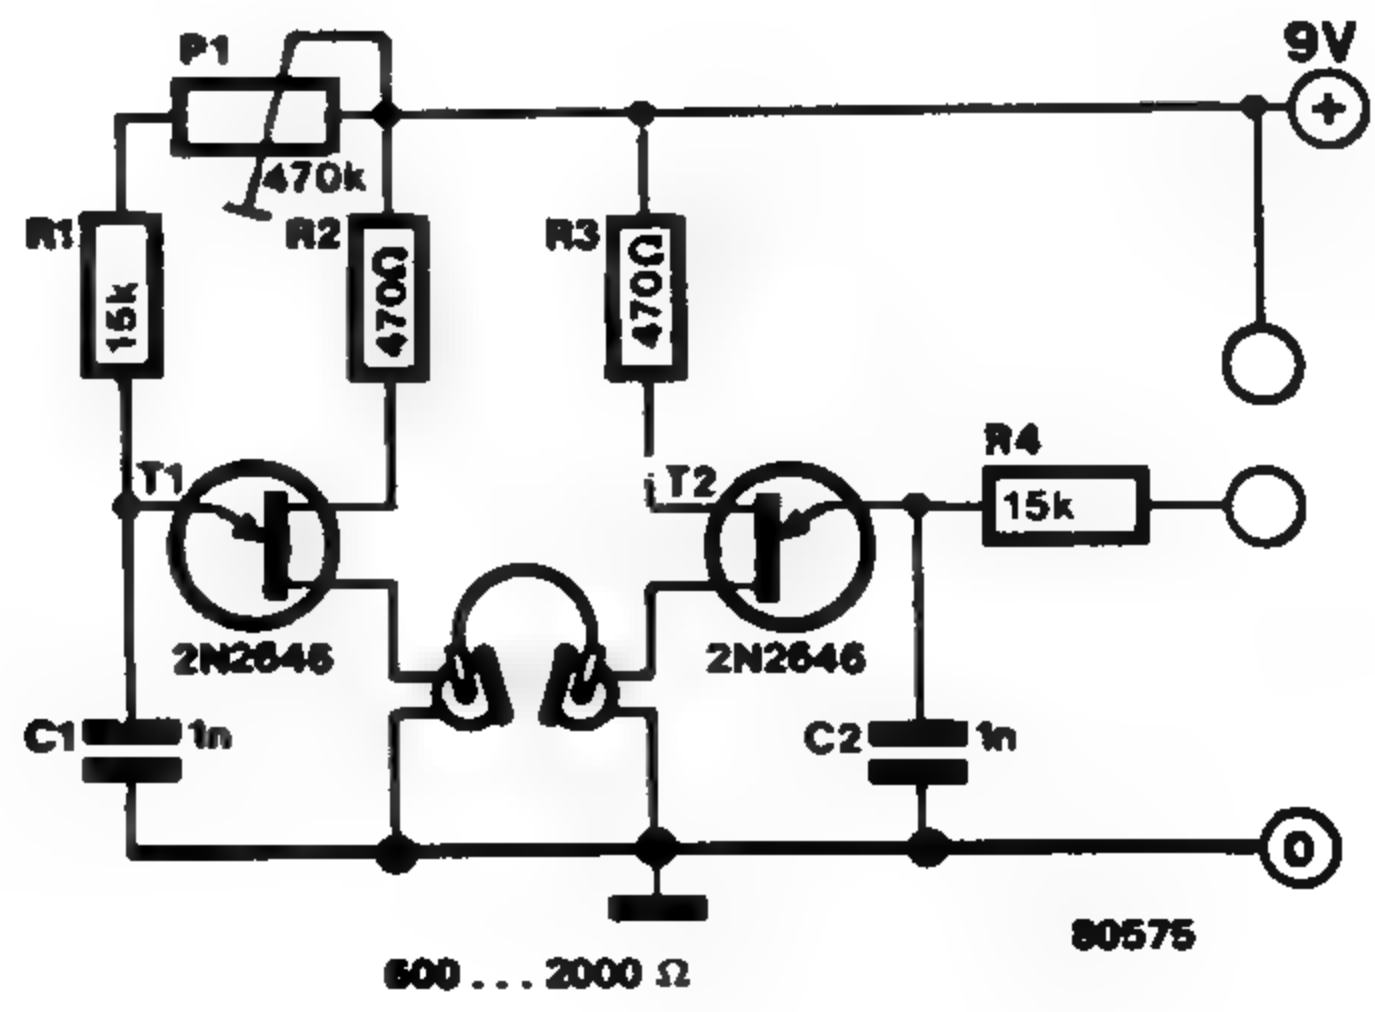 P1
9V
+
470k
R1
R2
R3
15k
470Ω
470Ω
T1
T2
R4
15k
2N2646
2N2646
C1
1n
C2
1n
0
80575
600 ... 2000 Ω